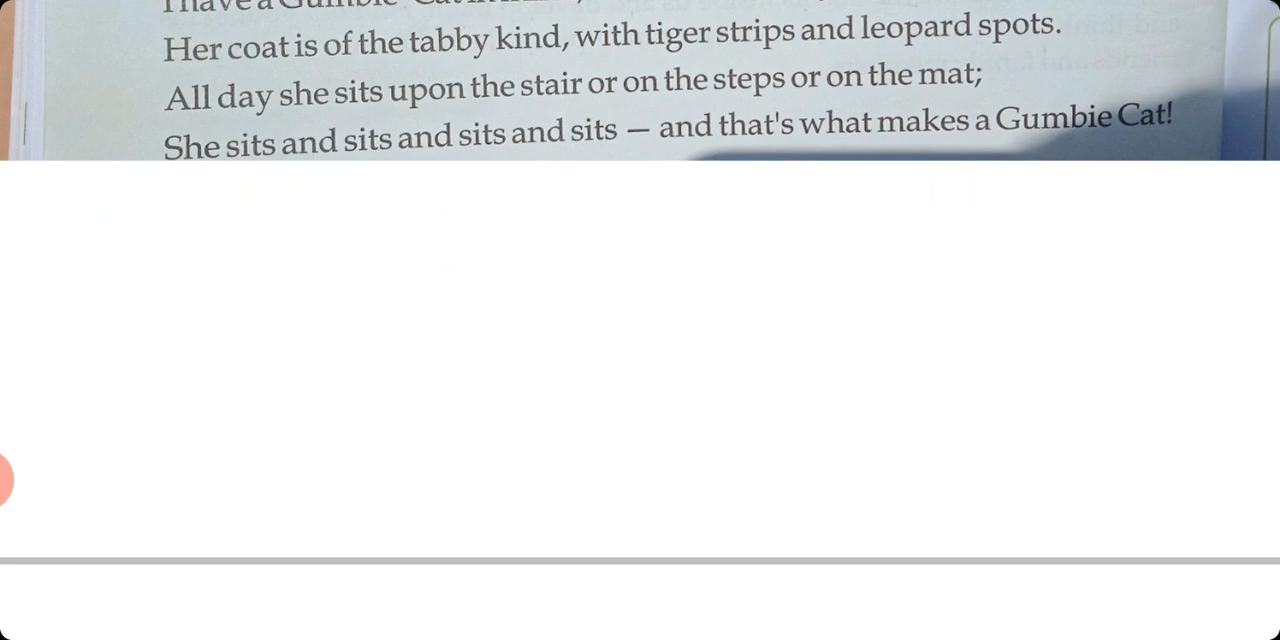 I have a Gumbie Cat
Her coat is of the tabby kind, with tiger strips and leopard spots.
All day she sits upon the stair or on the steps or on the mat;
She sits and sits and sits and sits — and that's what makes a Gumbie Cat!